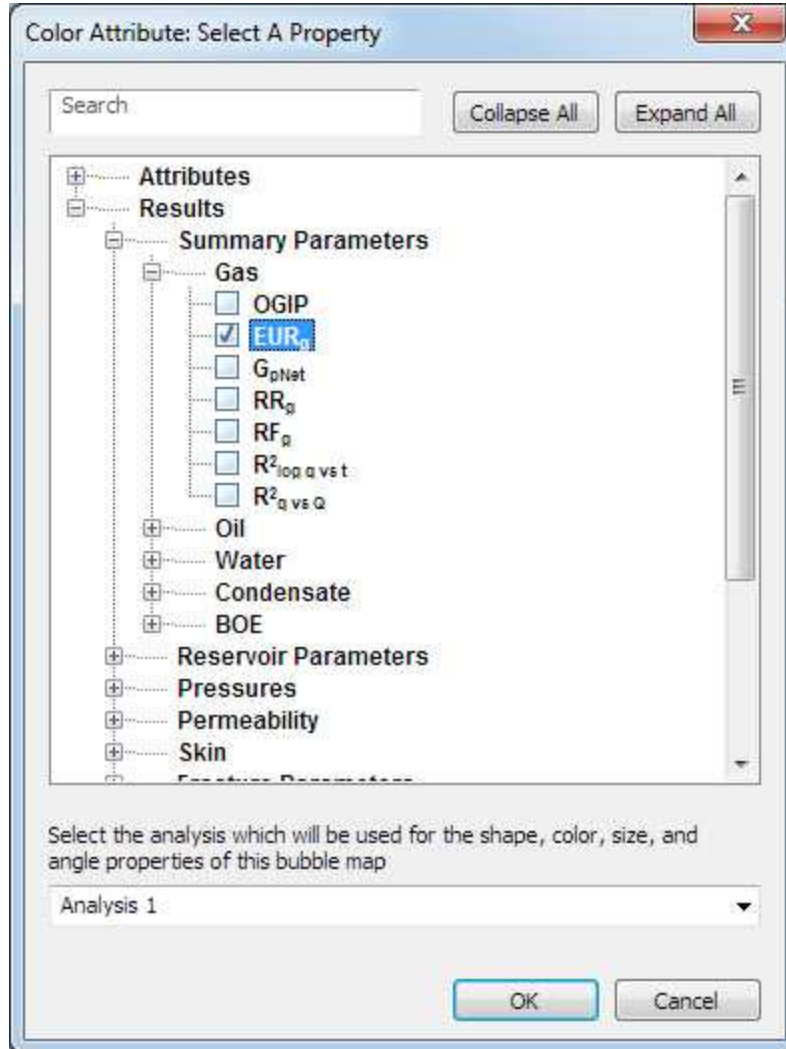 Color Attribute: Select A Property
Search
Collapse All
Expand All
Attributes
Results
Summary Parameters
Gas
OGIP
EURg
GpNet
RRg
RFg
R²log q vs t
R²q vs Q
Oil
Water
Condensate
BOE
Reservoir Parameters
Pressures
Permeability
Skin
Fracture Parameters
Select the analysis which will be used for the shape, color, size, and
angle properties of this bubble map
Analysis 1
OK
Cancel